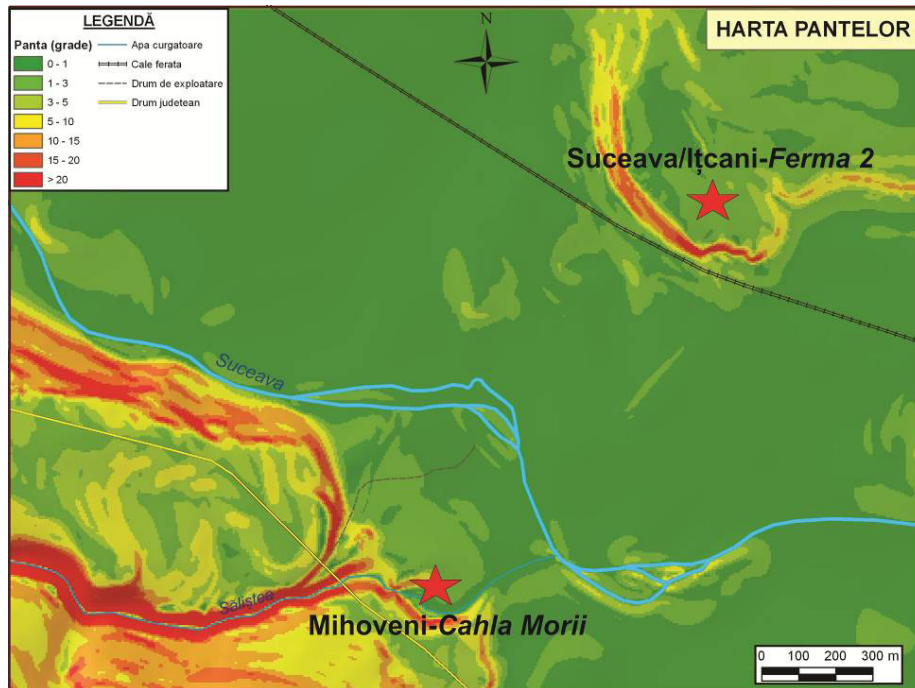 LEGENDĂ
Panta (grade)
0 - 1
1 - 3
3 - 5
5 - 10
10 - 15
15 - 20
> 20
Apa curgatoare
Cale ferata
Drum de exploatare
Drum judetean
N
HARTA PANTELOR
Suceava/Ițcani-Ferma 2
Suceava
Săliștea
Mihoveni-Cahla Morii
0 100 200 300 m